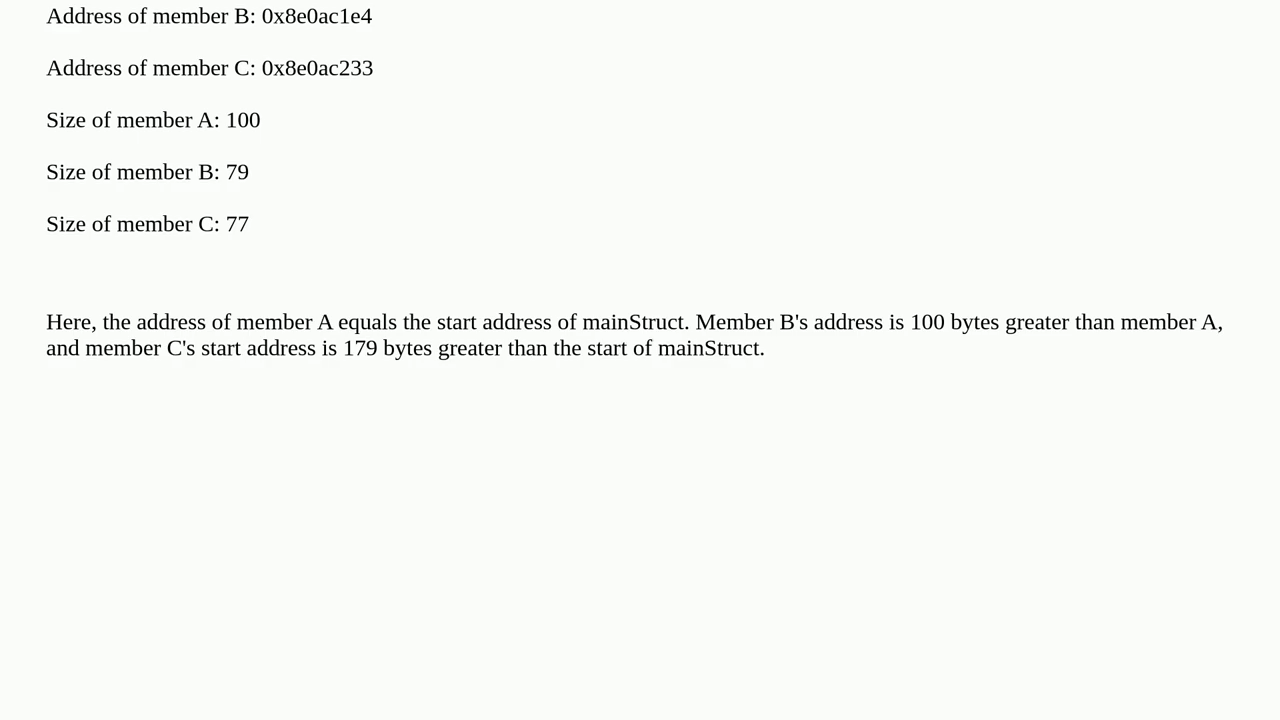 Address of member B: 0x8e0ac1e4
Address of member C: 0x8e0ac233
Size of member A: 100
Size of member B: 79
Size of member C: 77
Here, the address of member A equals the start address of mainStruct. Member B's address is 100 bytes greater than member A,
and member C's start address is 179 bytes greater than the start of mainStruct.